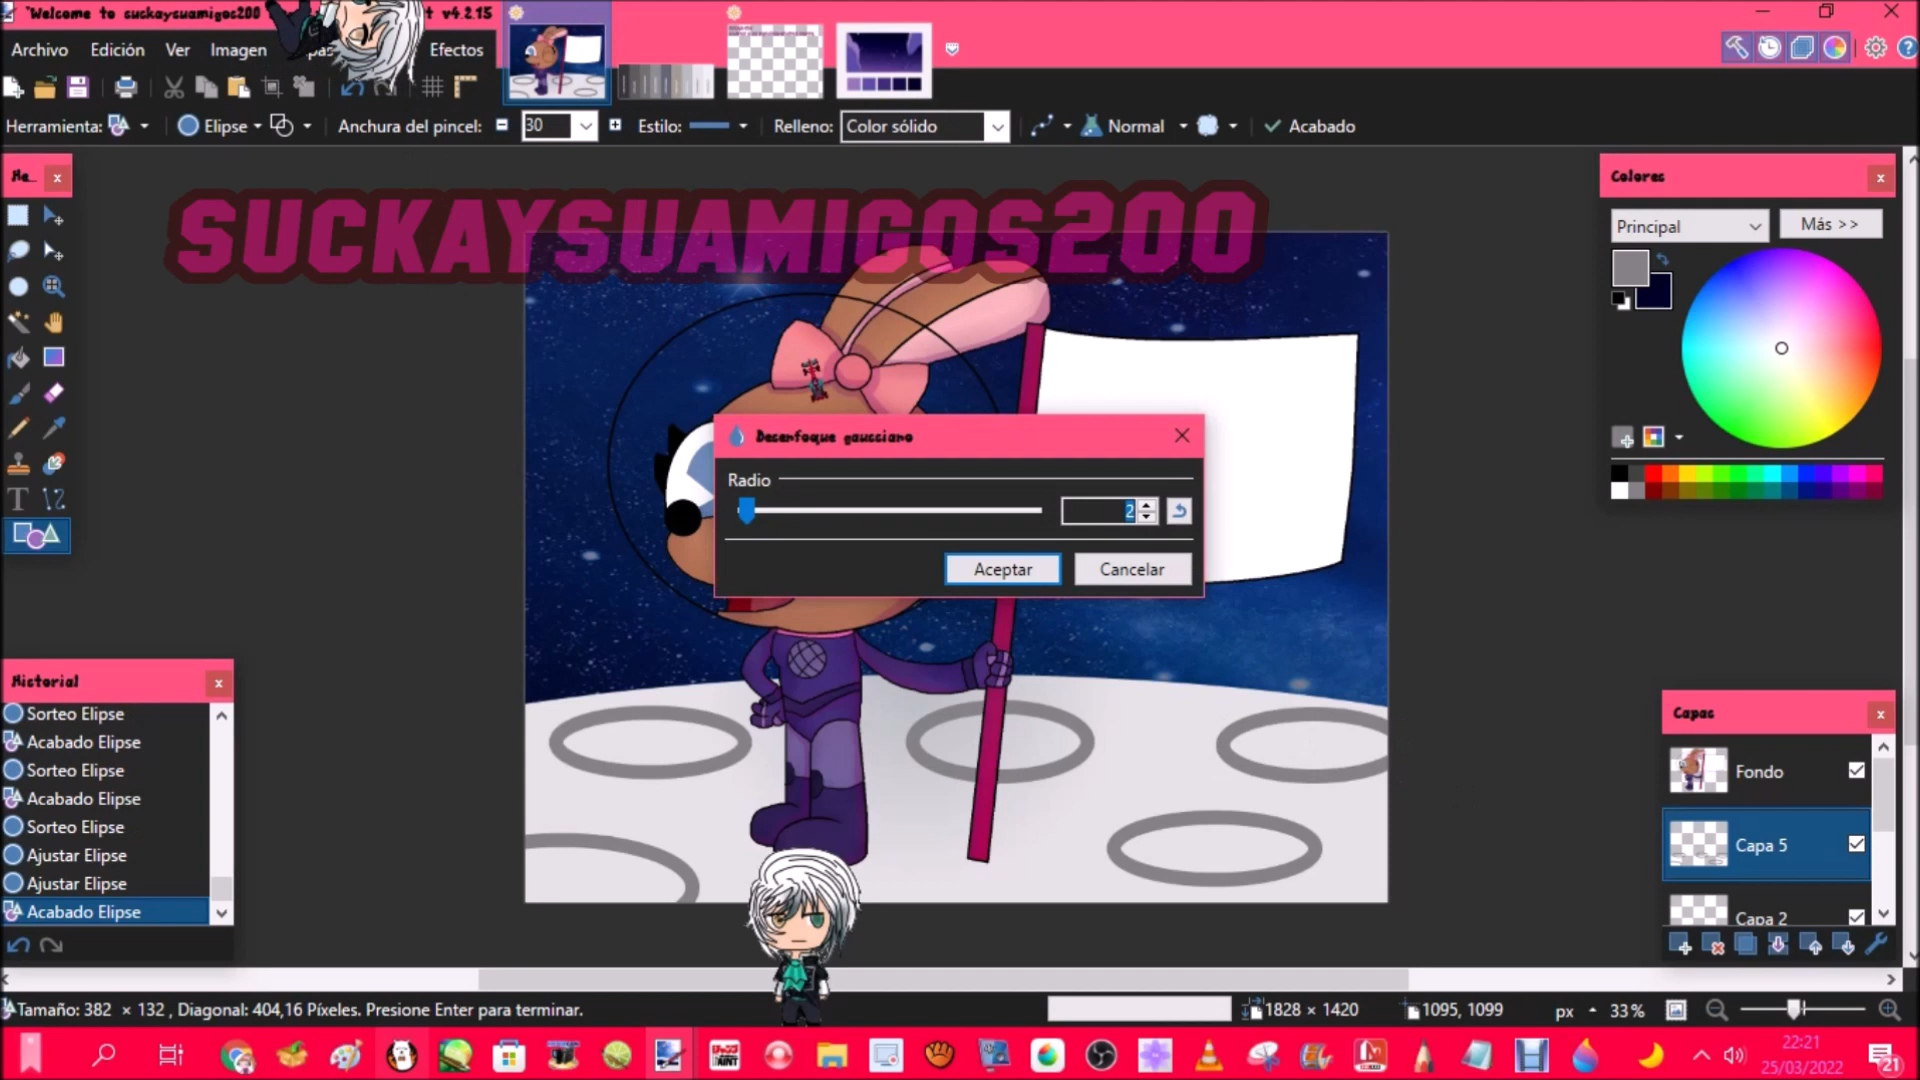 "Welcome to suckaysuamigos200
t v4.2.15
Archivo Edición Ver Imagen
Efectos
Herramienta: Elipse Anchura del pincel: 30 Estilo: Relleno: Color sólido Normal Acabado
He...
SUCKAYSUAMIGOS200
Colores
Principal Más >>
Desenfoque gaussiano
Radio
2
Aceptar Cancelar
Historial
Sorteo Elipse
Acabado Elipse
Sorteo Elipse
Acabado Elipse
Sorteo Elipse
Ajustar Elipse
Ajustar Elipse
Acabado Elipse
Capas
Fondo
Capa 5
Capa 2
Tamaño: 382 × 132 , Diagonal: 404,16 Píxeles. Presione Enter para terminar.
1828 × 1420 1095, 1099 px 33%
PAINT
22:21
25/03/2022
21